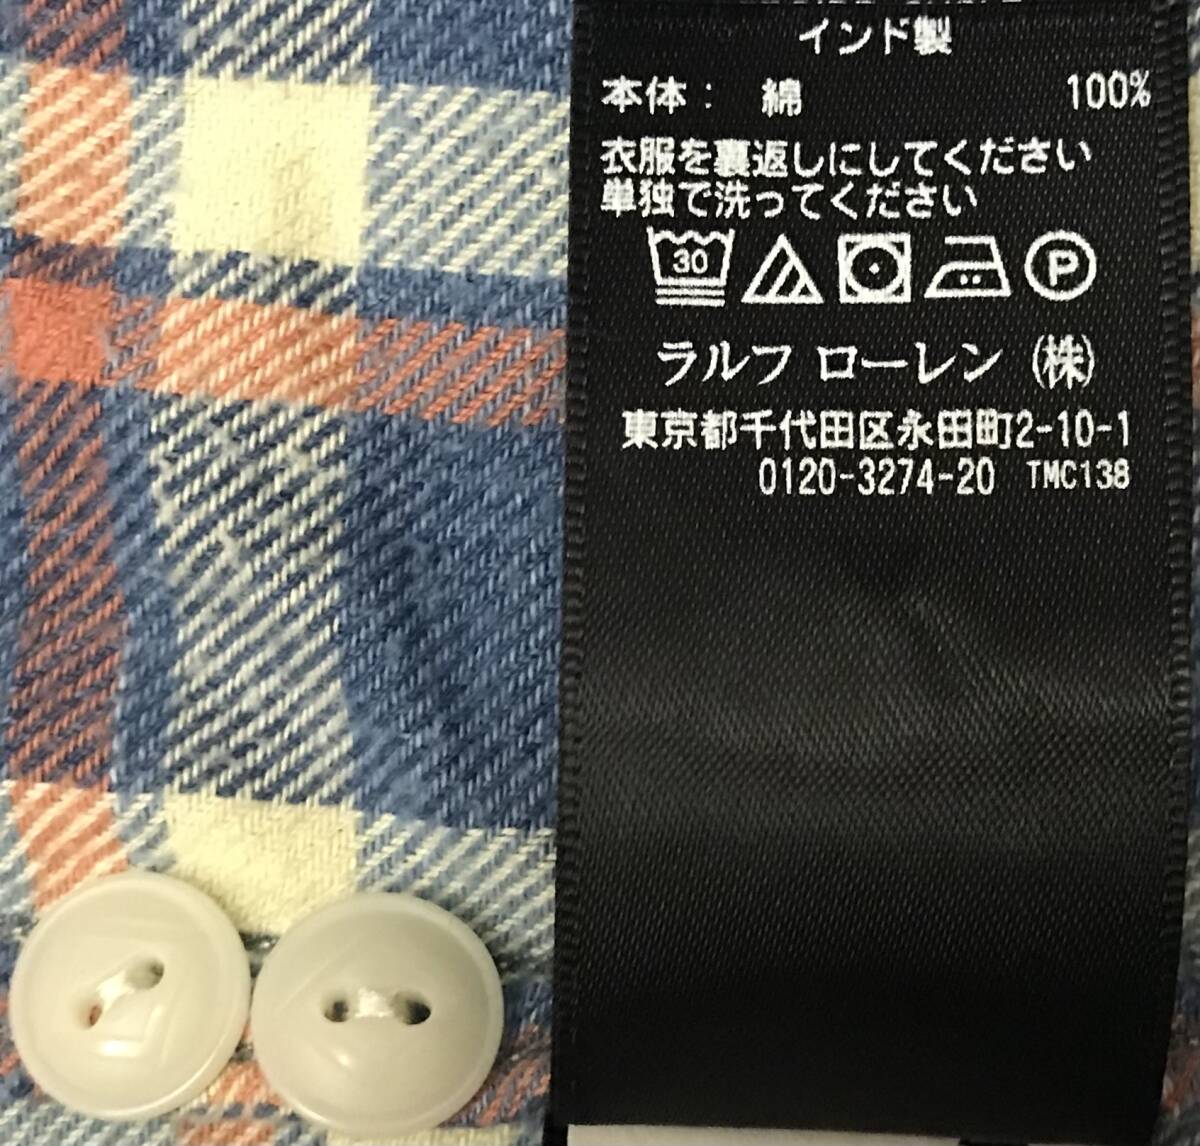 インド製
本体： 綿 100%
衣服を裏返しにしてください
単独で洗ってください
30 P
ラルフ ローレン (株)
東京都千代田区永田町2-10-1
0120-3274-20 TMC138